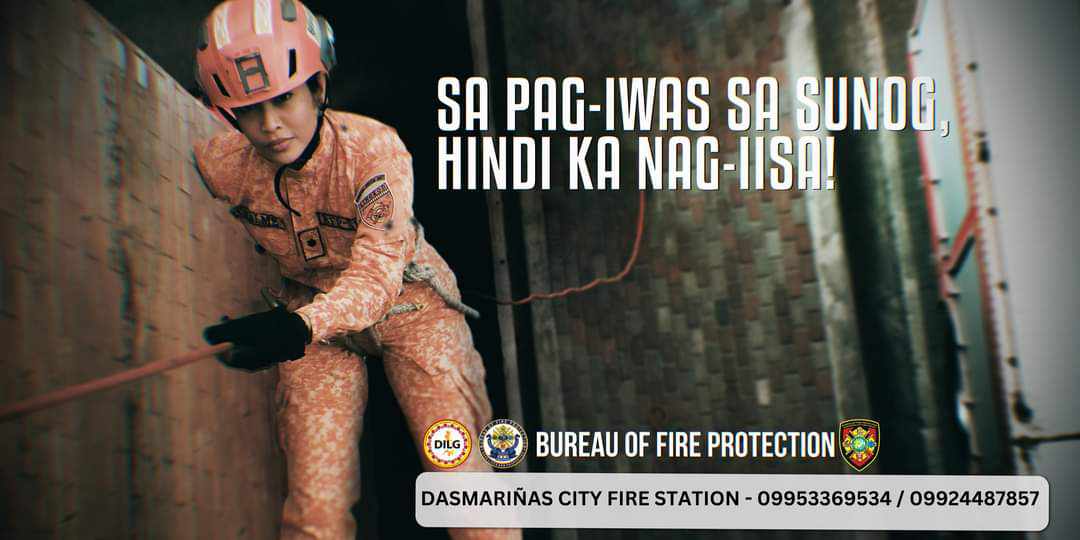 SA PAG-IWAS SA SUNOG,
HINDI KA NAG-IISA!
DILG
BUREAU OF FIRE PROTECTION
DASMARIÑAS CITY FIRE STATION - 09953369534 / 09924487857